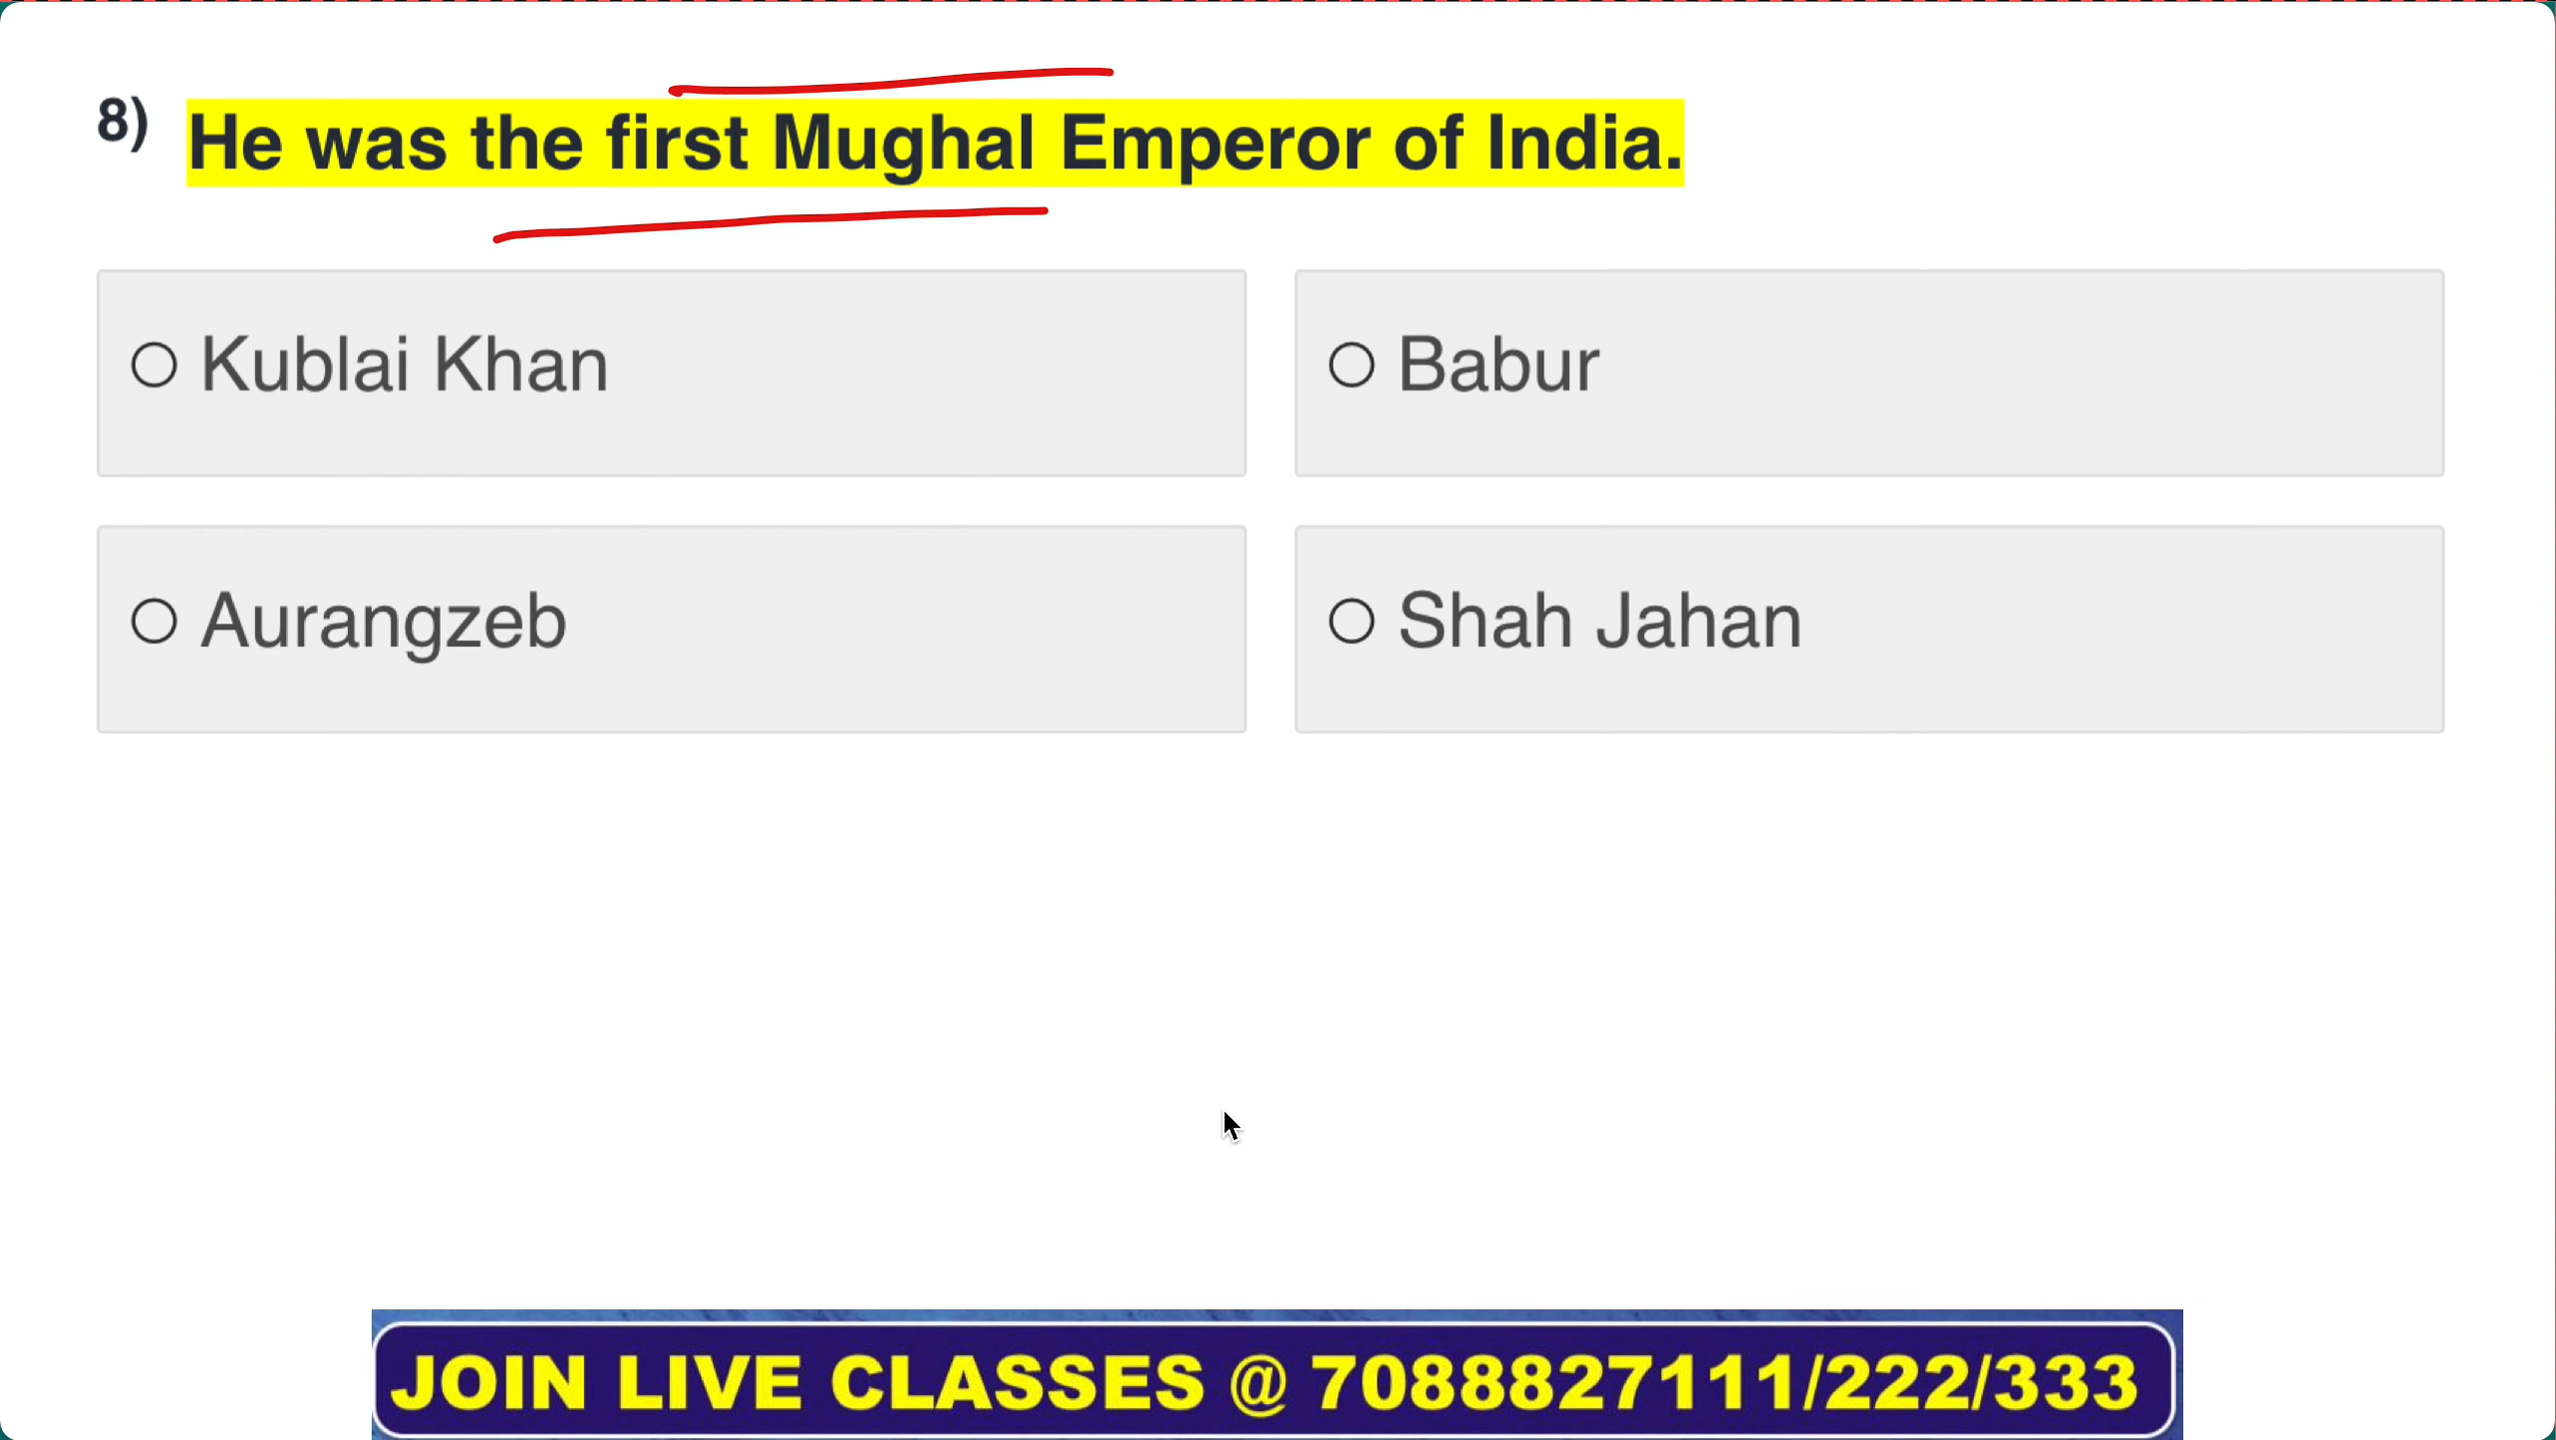 8) He was the first Mughal Emperor of India.
Kublai Khan
Babur
Aurangzeb
Shah Jahan
JOIN LIVE CLASSES @ 7088827111/222/333